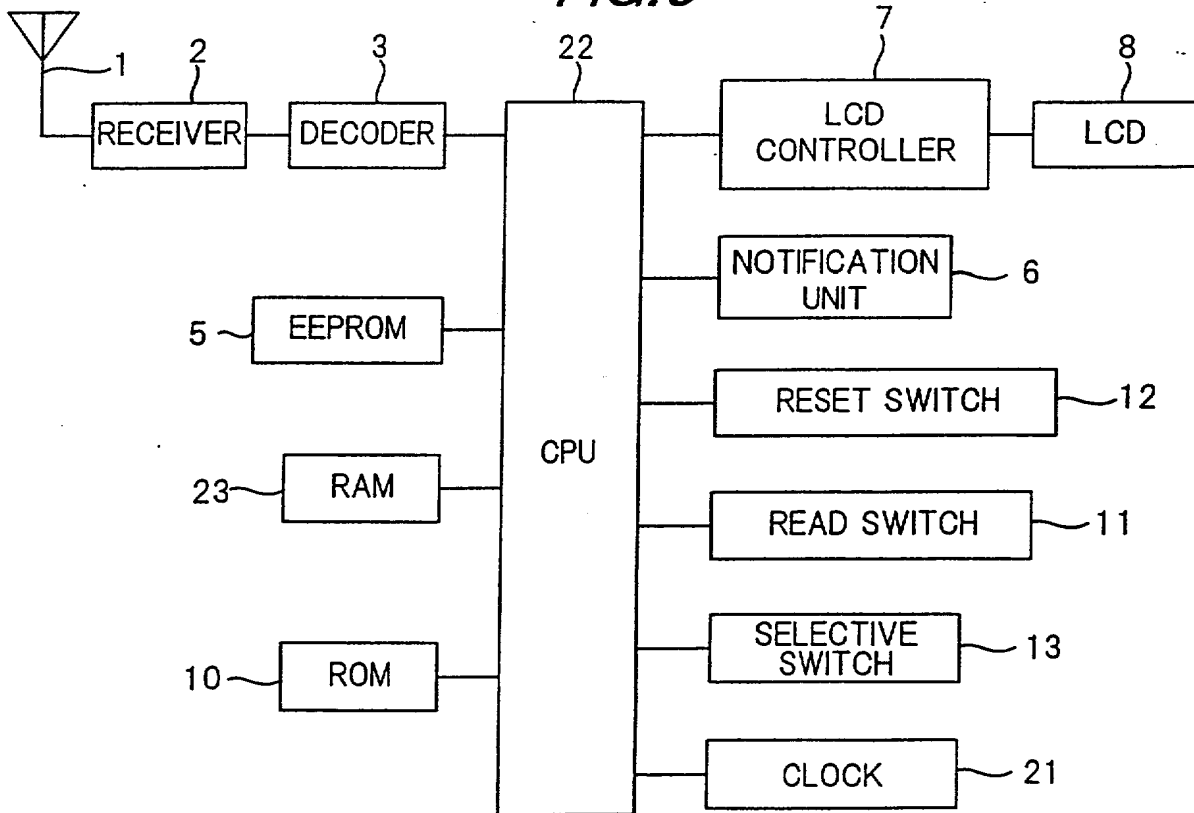 FIG.
1
2
3
22
7
8
RECEIVER
DECODER
LCD
CONTROLLER
LCD
NOTIFICATION
UNIT
6
5
EEPROM
RESET SWITCH
12
CPU
23
RAM
READ SWITCH
11
SELECTIVE
SWITCH
13
10
ROM
CLOCK
21